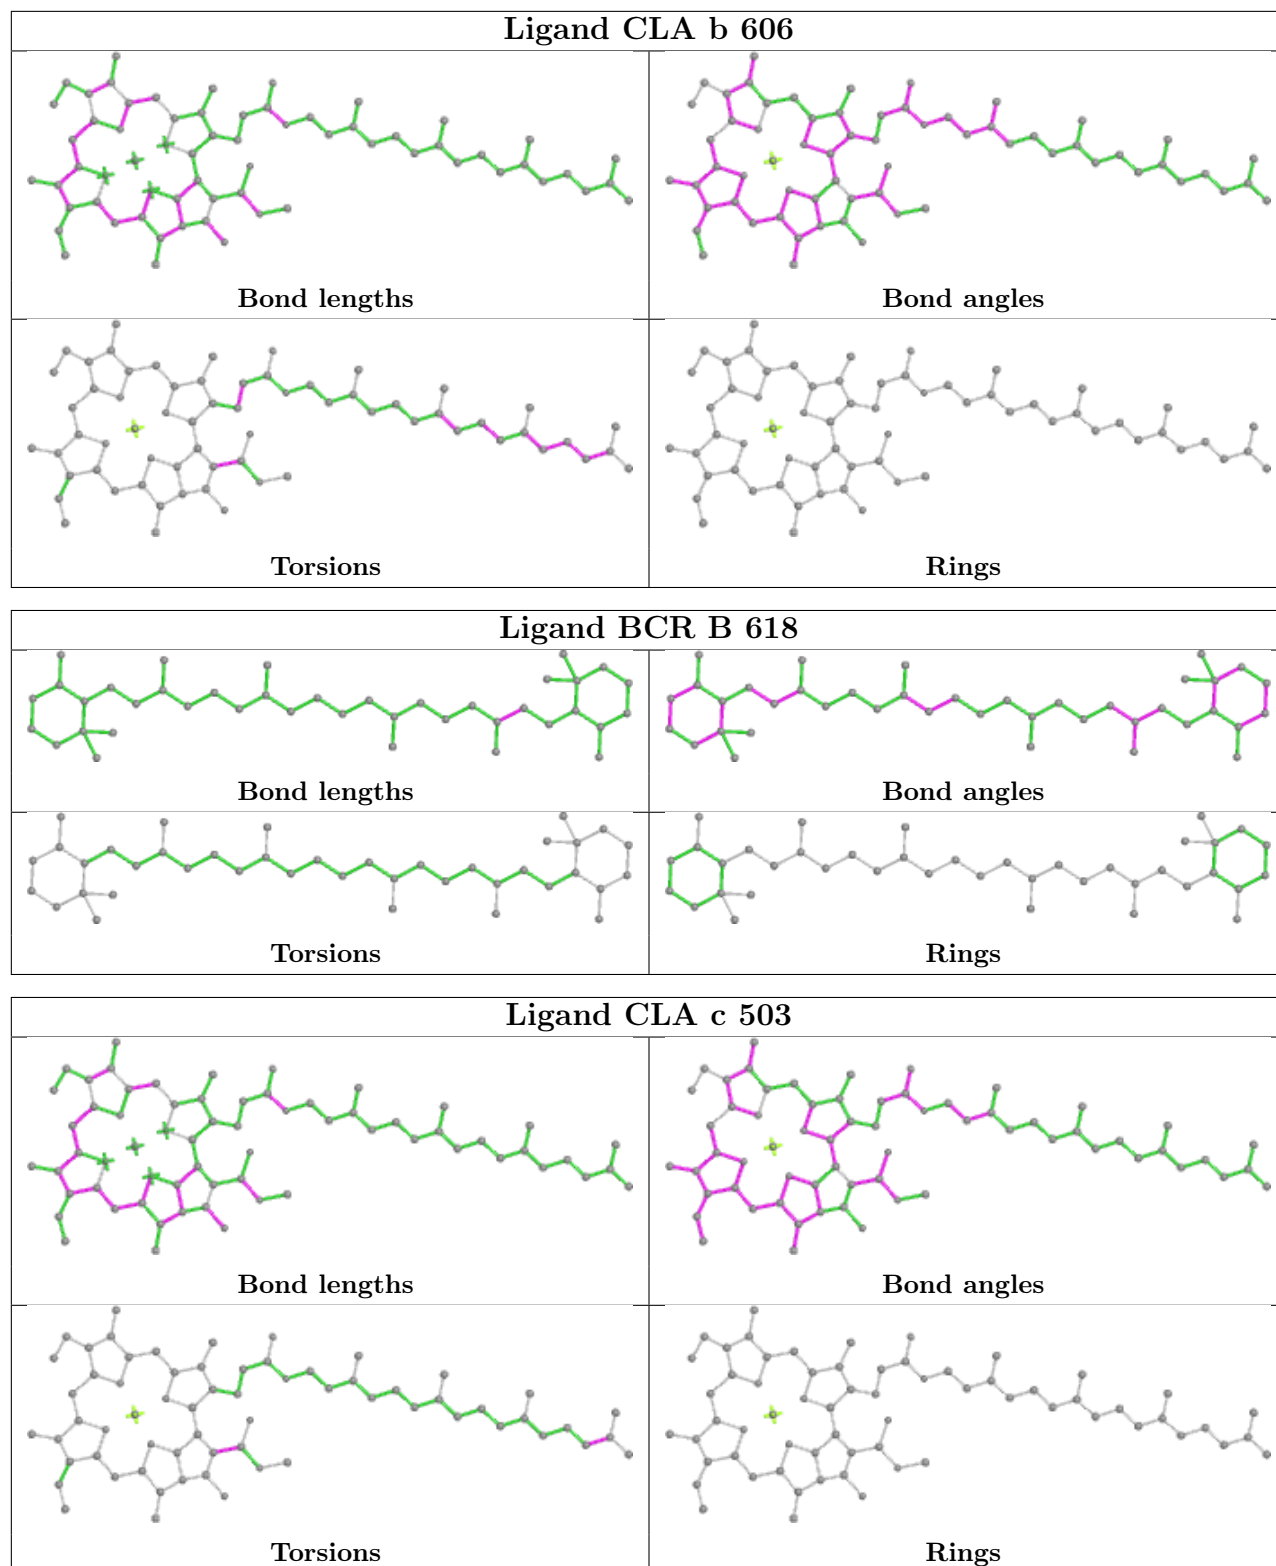 Ligand CLA b 606
Bond lengths
Bond angles
Torsions
Rings
Ligand BCR B 618
Bond lengths
Bond angles
Torsions
Rings
Ligand CLA c 503
Bond lengths
Bond angles
Torsions
Rings